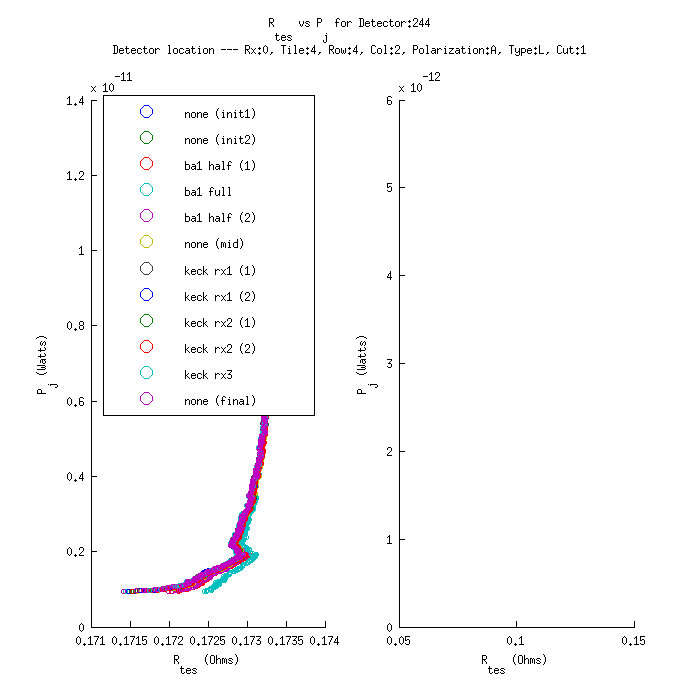 R tes vs P j for Detector:244
Detector location --- Rx:0, Tile:4, Row:4, Col:2, Polarization:A, Type:L, Cut:1
x 10-11
1.4
1.2
1
0.8
0.6
0.4
0.2
0
P j (Watts)
0.171 0.1715 0.172 0.1725 0.173 0.1735 0.174
R tes (Ohms)
none (init1)
none (init2)
ba1 half (1)
ba1 full
ba1 half (2)
none (mid)
keck rx1 (1)
keck rx1 (2)
keck rx2 (1)
keck rx2 (2)
keck rx3
none (final)
x 10-12
6
5
4
3
2
1
0
P j (Watts)
0.05 0.1 0.15
R tes (Ohms)